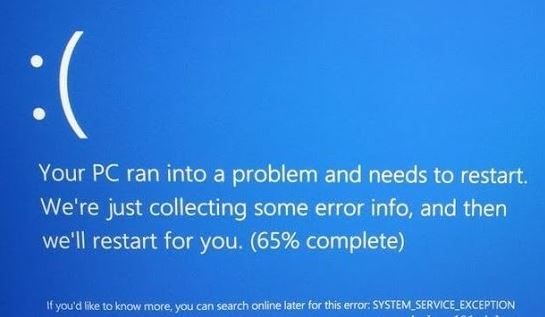 :(
Your PC ran into a problem and needs to restart.
We're just collecting some error info, and then
we'll restart for you. (65% complete)
If you'd like to know more, you can search online later for this error: SYSTEM_SERVICE_EXCEPTION